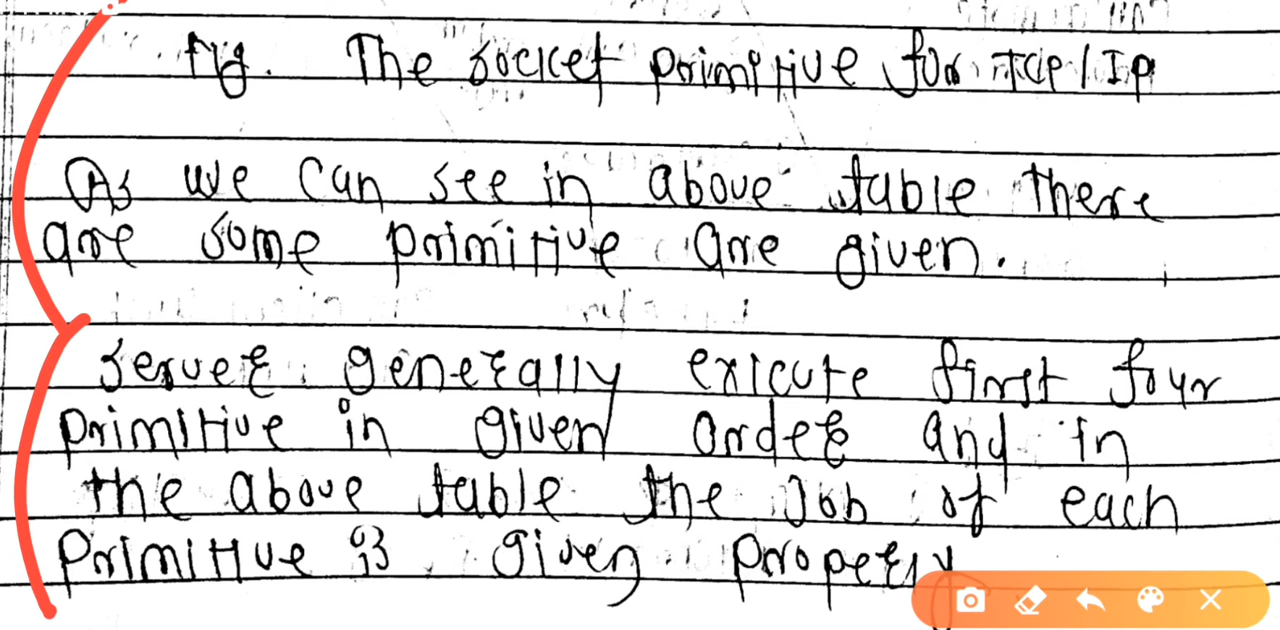 Fig. The socket primitive for TCP/IP
As we can see in above table there
are some primitive are given.
Server generally exicute first four
primitive in given order and in
the above table the Job of each
Primitive is given properly